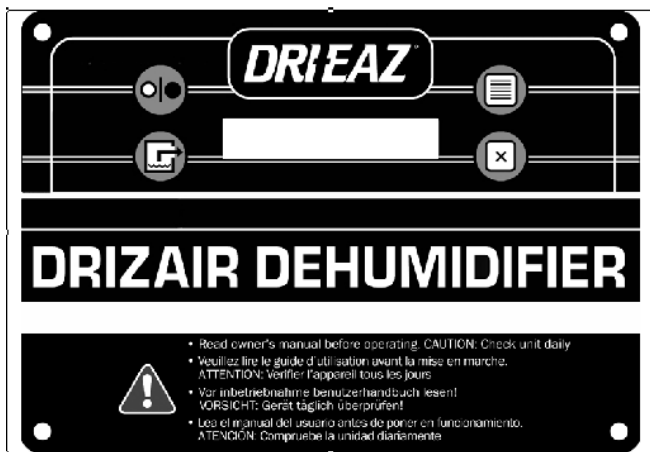 DRIEAZ
DRIZAIR DEHUMIDIFIER
• Read owner's manual before operating. CAUTION: Check unit daily
• Veuillez lire le guide d'utilisation avant la mise en marche.
ATTENTION: Vérifier l'appareil tous les jours
• Vor inbetriebnahme benutzerhandbuch lesen!
VORSICHT: Gerät täglich überprüfen!
• Lea el manual del usuario antes de poner en funcionamiento.
ATENCIÓN: Compruebe la unidad diariamente